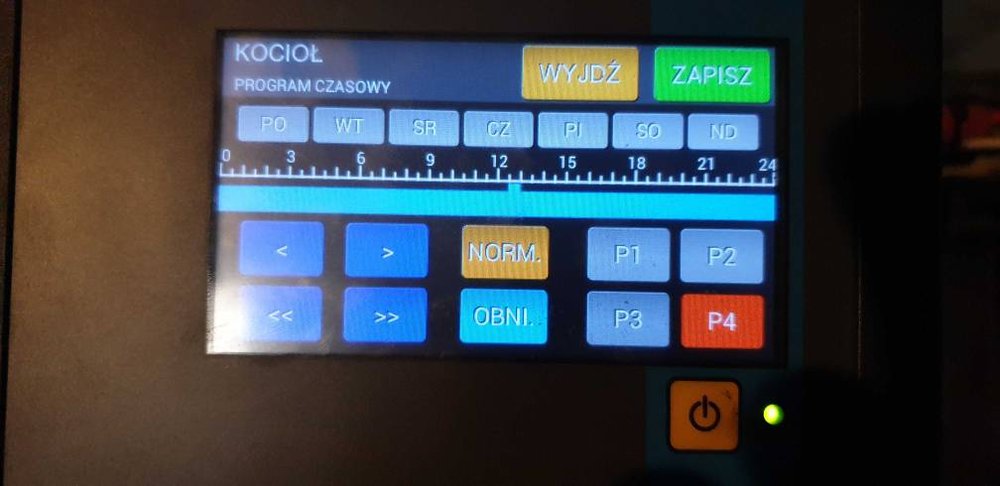 KOCIOŁ
WYJDŹ
ZAPISZ
PROGRAM CZASOWY
PO WT SR CZ PI SO ND
0 3 6 9 12 15 18 21 24
< > NORM. P1 P2
<< >> OBNI. P3 P4